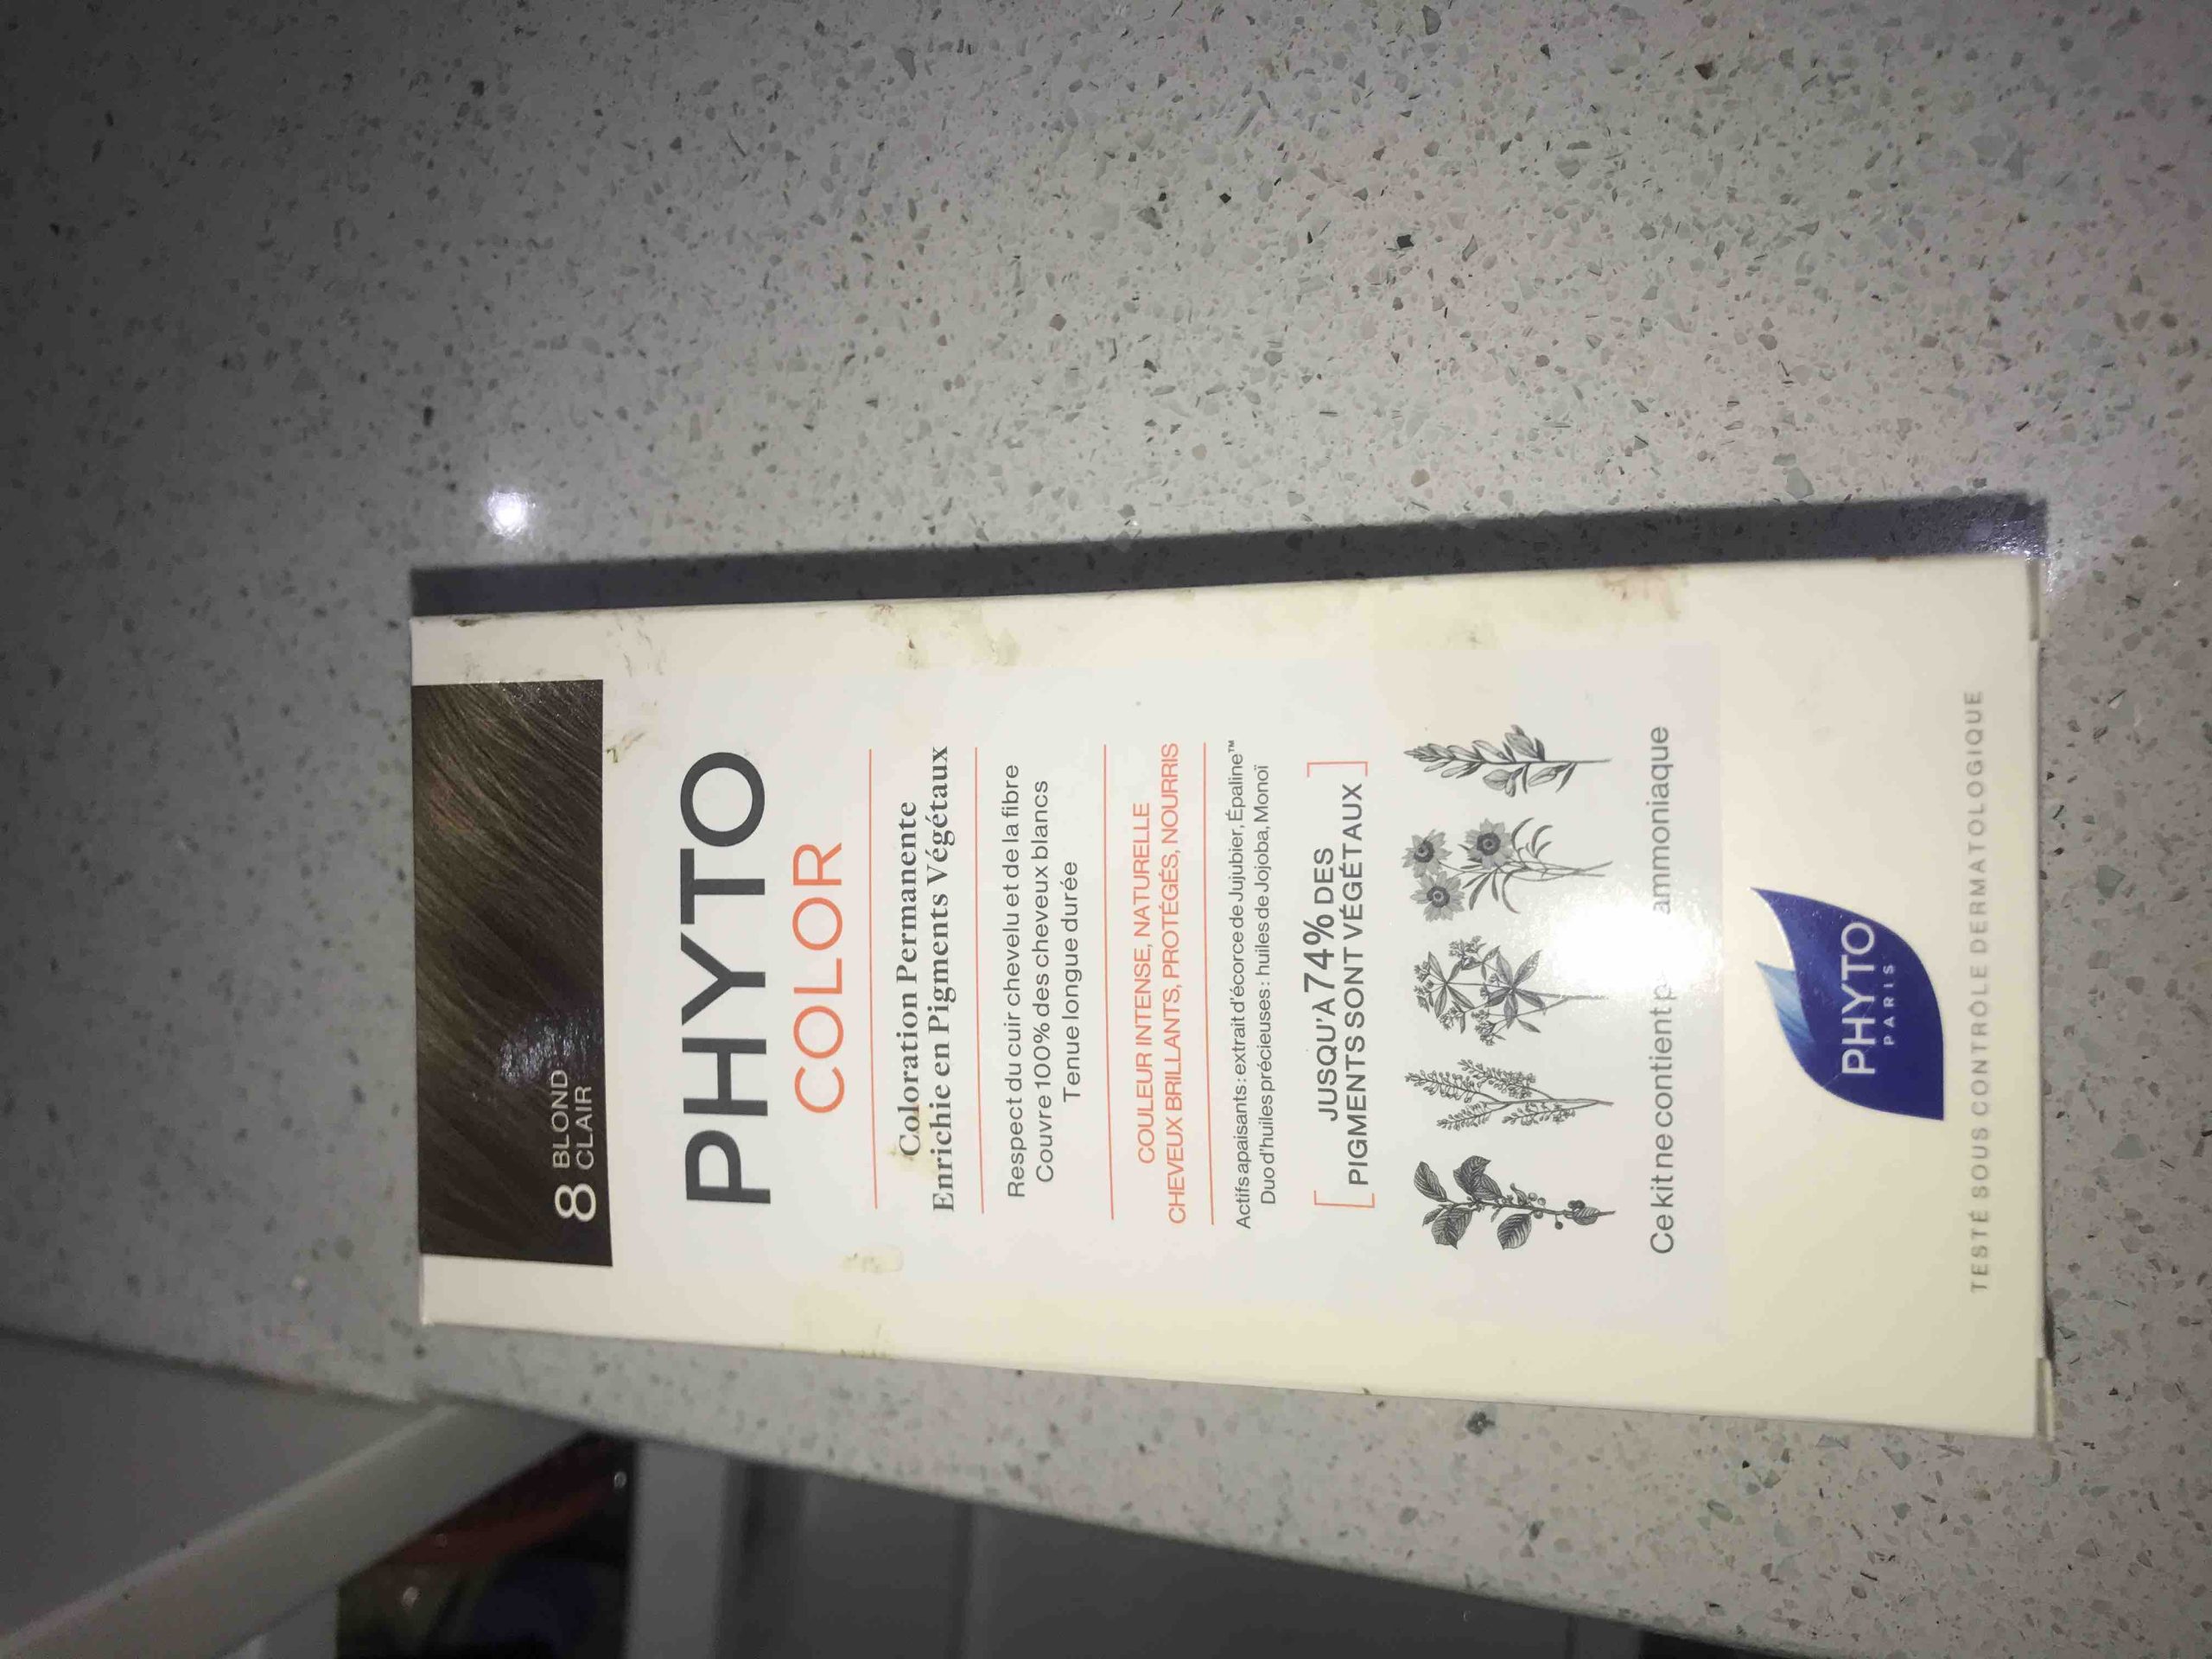 8 BLOND
CLAIR
PHYTO
COLOR
Coloration Permanente
Enrichie en Pigments Végétaux
Respect du cuir chevelu et de la fibre
Couvre 100% des cheveux blancs
Tenue longue durée
COULEUR INTENSE, NATURELLE
CHEVEUX BRILLANTS, PROTÉGÉS, NOURRIS
Actifs apaisants : extrait d'écorce de Jujubier, Épaline™
Duo d'huiles précieuses : huiles de Jojoba, Monoï
JUSQU'À 74% DES
PIGMENTS SONT VÉGÉTAUX
Ce kit ne contient ammoniaque
PHYTO
PARIS
TESTÉ SOUS CONTRÔLE DERMATOLOGIQUE